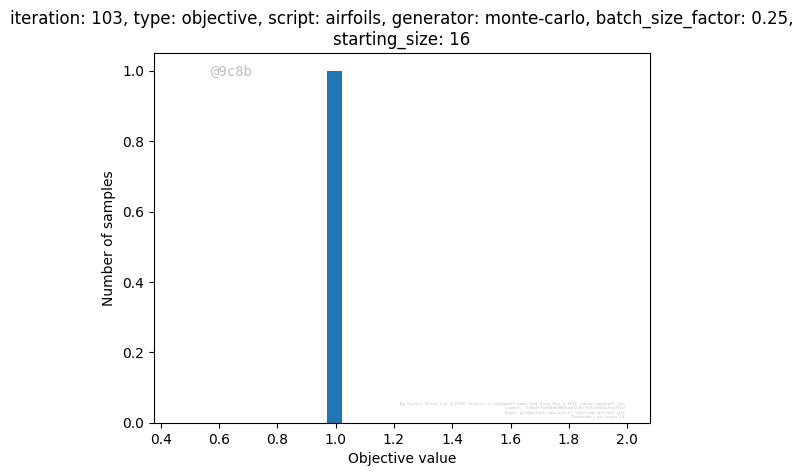 iteration: 103, type: objective, script: airfoils, generator: monte-carlo, batch_size_factor: 0.25,
starting_size: 16
@9c8b
1.0
0.8
0.6
0.4
0.2
0.0
Number of samples
0.4 0.6 0.8 1.0 1.2 1.4 1.6 1.8 2.0
Objective value